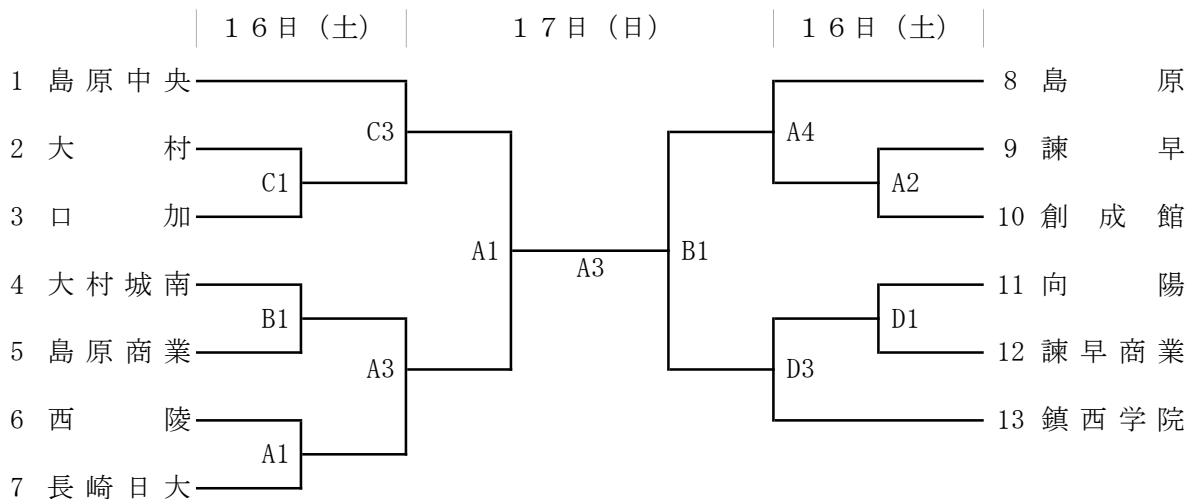 １６日（土） １７日（日） １６日（土）
1 島原中央 8 島原
C3 A4
2 大村 9 諫早
C1 A2
3 口加 10 創成館
A1 A3 B1
4 大村城南 11 向陽
B1 D1
5 島原商業 12 諫早商業
A3 D3
6 西陵 13 鎮西学院
A1
7 長崎日大